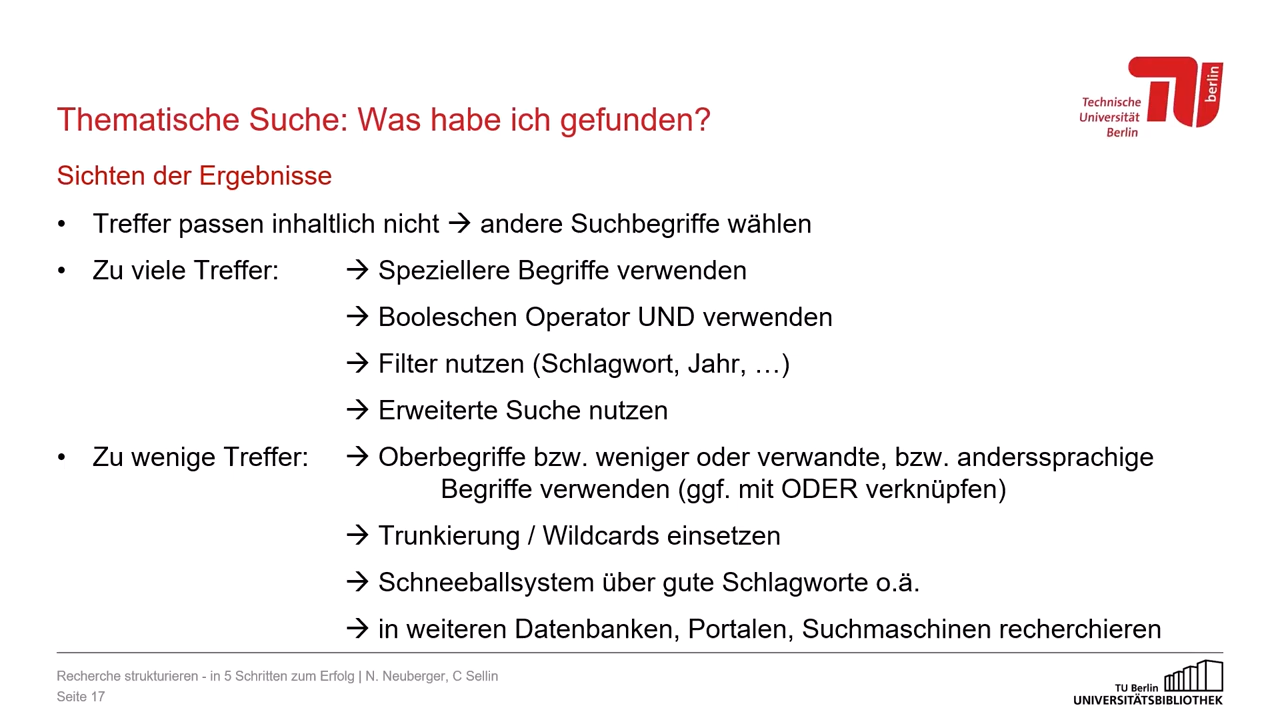 Technische
Universität
Berlin
berlin
Thematische Suche: Was habe ich gefunden?
Sichten der Ergebnisse
• Treffer passen inhaltlich nicht → andere Suchbegriffe wählen
• Zu viele Treffer: → Speziellere Begriffe verwenden
→ Booleschen Operator UND verwenden
→ Filter nutzen (Schlagwort, Jahr, …)
→ Erweiterte Suche nutzen
• Zu wenige Treffer: → Oberbegriffe bzw. weniger oder verwandte, bzw. anderssprachige
Begriffe verwenden (ggf. mit ODER verknüpfen)
→ Trunkierung / Wildcards einsetzen
→ Schneeballsystem über gute Schlagworte o.ä.
→ in weiteren Datenbanken, Portalen, Suchmaschinen recherchieren
Recherche strukturieren - in 5 Schritten zum Erfolg | N. Neuberger, C Sellin
Seite 17
TU Berlin
UNIVERSITÄTSBIBLIOTHEK